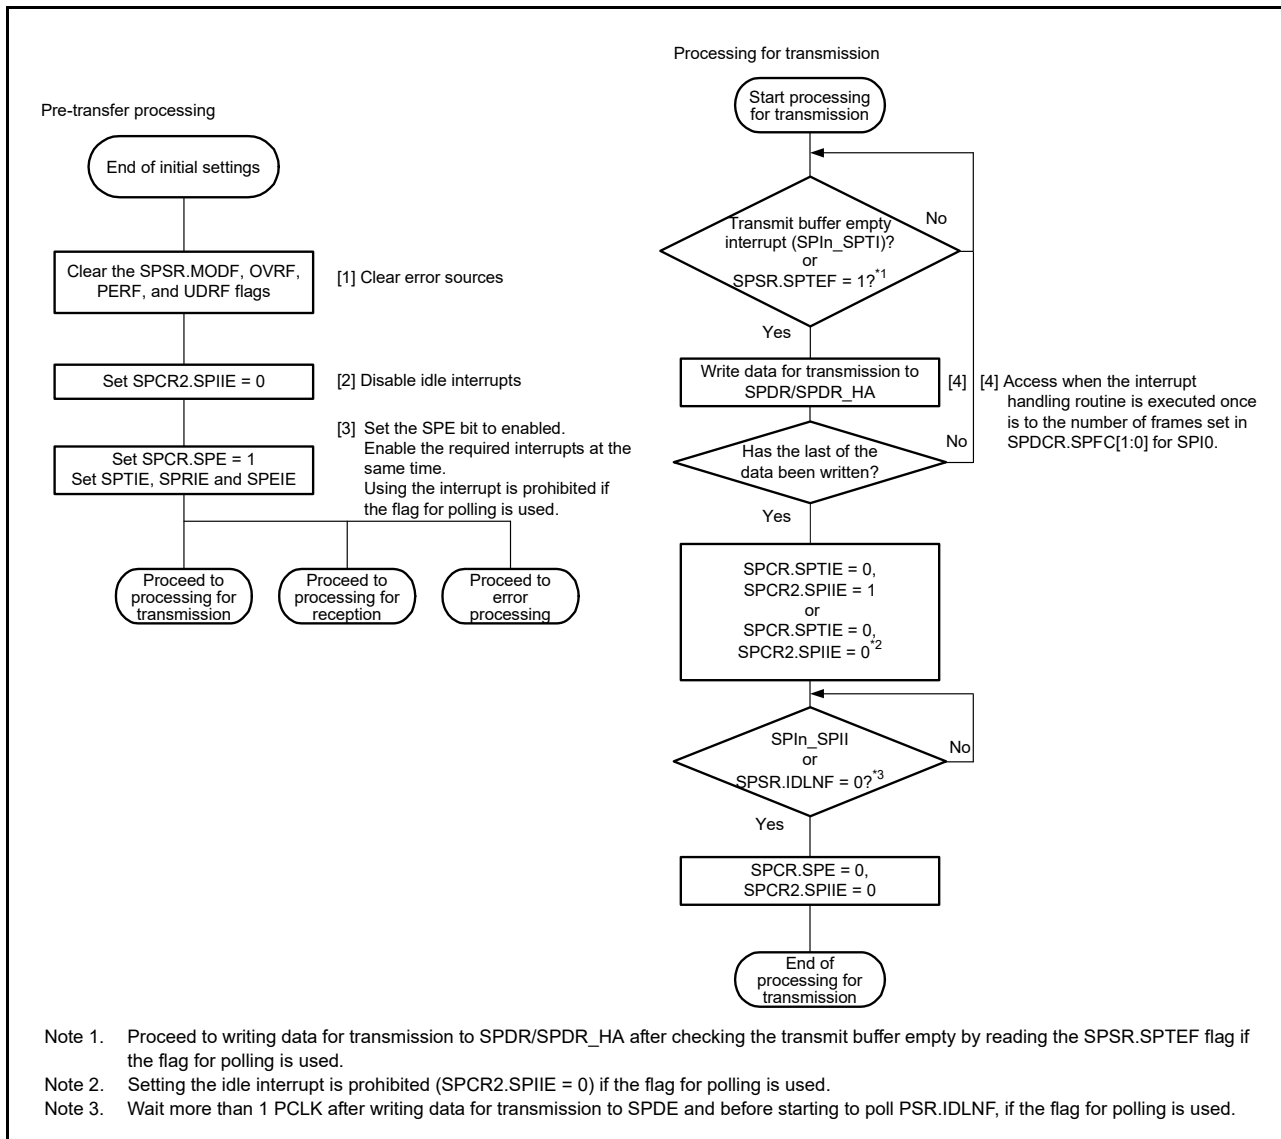 Pre-transfer processing
End of initial settings
Clear the SPSR.MODF, OVRF,
PERF, and UDRF flags
[1] Clear error sources
Set SPCR2.SPIIE = 0
[2] Disable idle interrupts
Set SPCR.SPE = 1
Set SPTIE, SPRIE and SPEIE
[3] Set the SPE bit to enabled.
Enable the required interrupts at the
same time.
Using the interrupt is prohibited if
the flag for polling is used.
Proceed to
processing for
transmission
Proceed to
processing for
reception
Proceed to
error
processing
Processing for transmission
Start processing
for transmission
Transmit buffer empty
interrupt (SPIn_SPTI)?
or
SPSR.SPTEF = 1?*1
No
Yes
Write data for transmission to
SPDR/SPDR_HA
[4]
[4] Access when the interrupt
handling routine is executed once
is to the number of frames set in
SPDCR.SPFC[1:0] for SPI0.
Has the last of the
data been written?
No
Yes
SPCR.SPTIE = 0,
SPCR2.SPIIE = 1
or
SPCR.SPTIE = 0,
SPCR2.SPIIE = 0*2
SPIn_SPII
or
SPSR.IDLNF = 0?*3
No
Yes
SPCR.SPE = 0,
SPCR2.SPIIE = 0
End of
processing for
transmission
Note 1. Proceed to writing data for transmission to SPDR/SPDR_HA after checking the transmit buffer empty by reading the SPSR.SPTEF flag if
the flag for polling is used.
Note 2. Setting the idle interrupt is prohibited (SPCR2.SPIIE = 0) if the flag for polling is used.
Note 3. Wait more than 1 PCLK after writing data for transmission to SPDE and before starting to poll PSR.IDLNF, if the flag for polling is used.